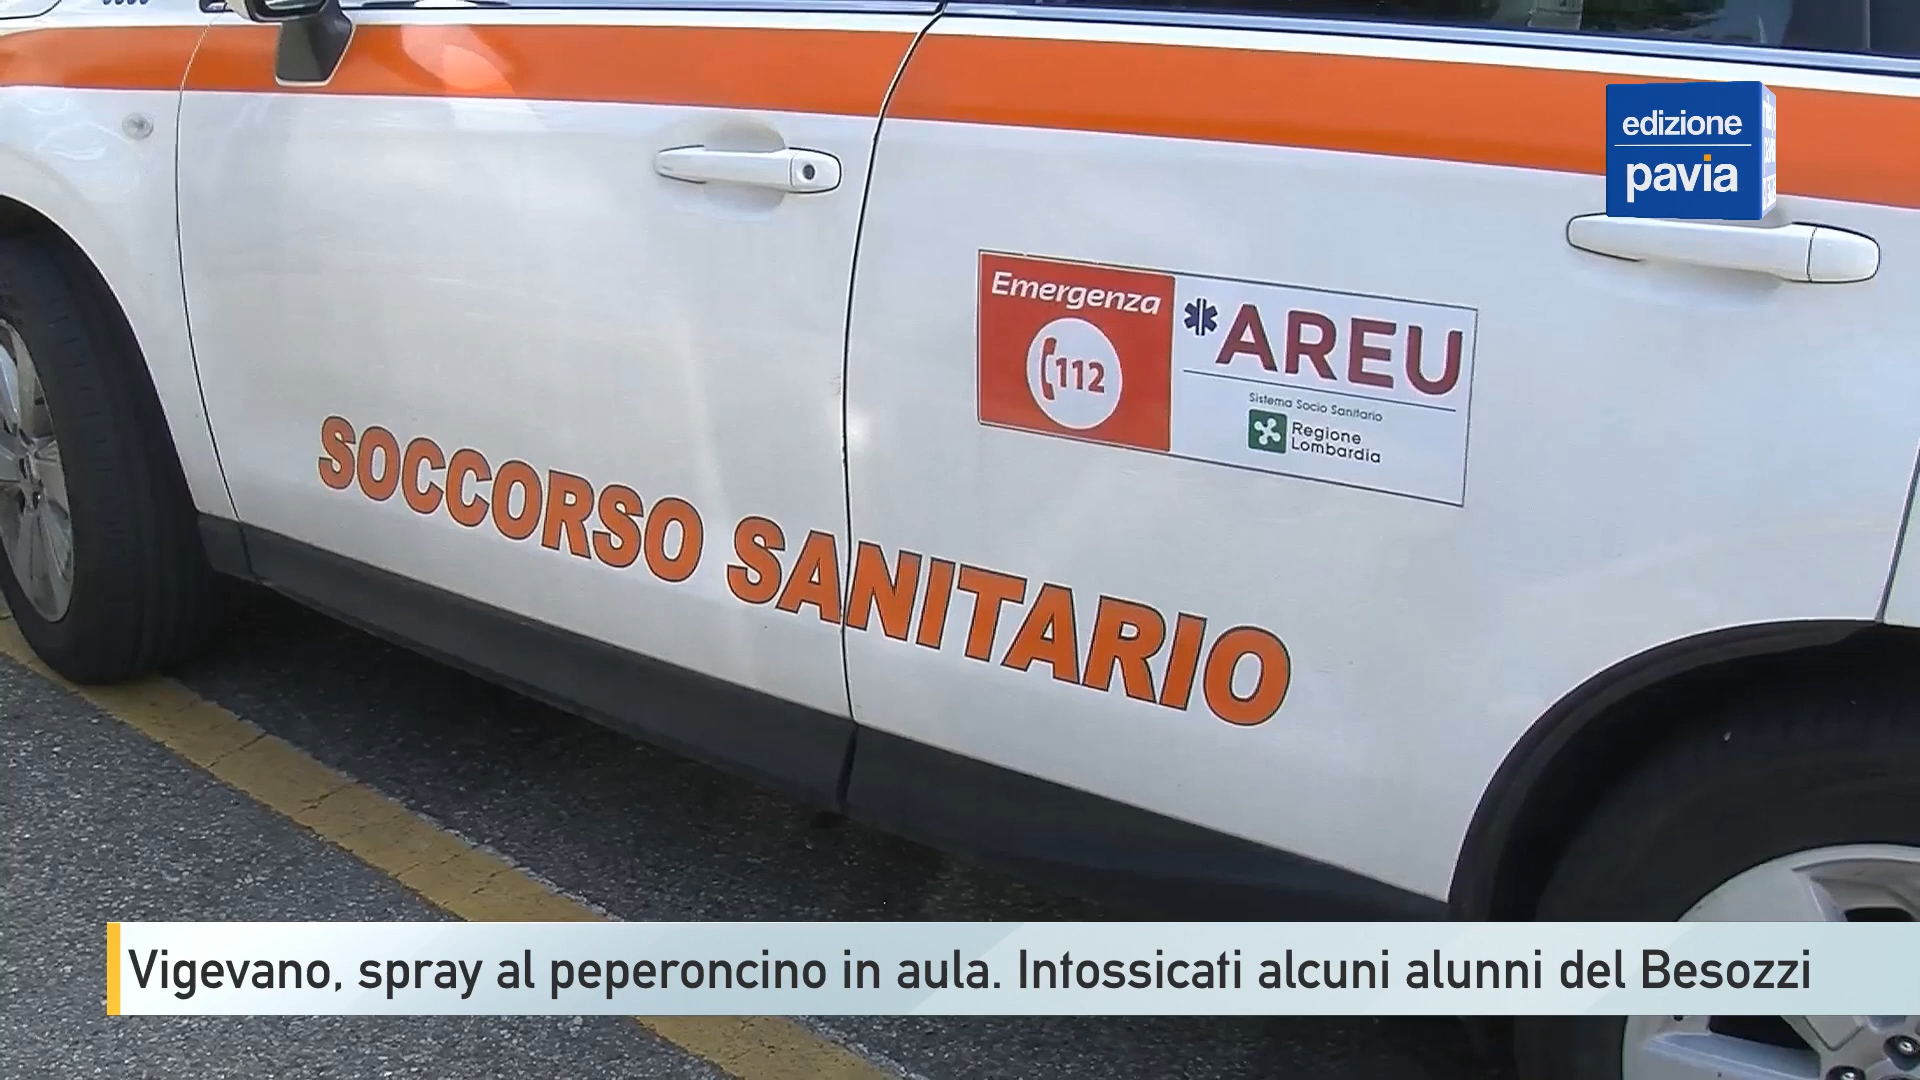 edizione
pavia
Emergenza
112
*AREU
Sistema Socio Sanitario
Regione
Lombardia
SOCCORSO SANITARIO
Vigevano, spray al peperoncino in aula. Intossicati alcuni alunni del Besozzi